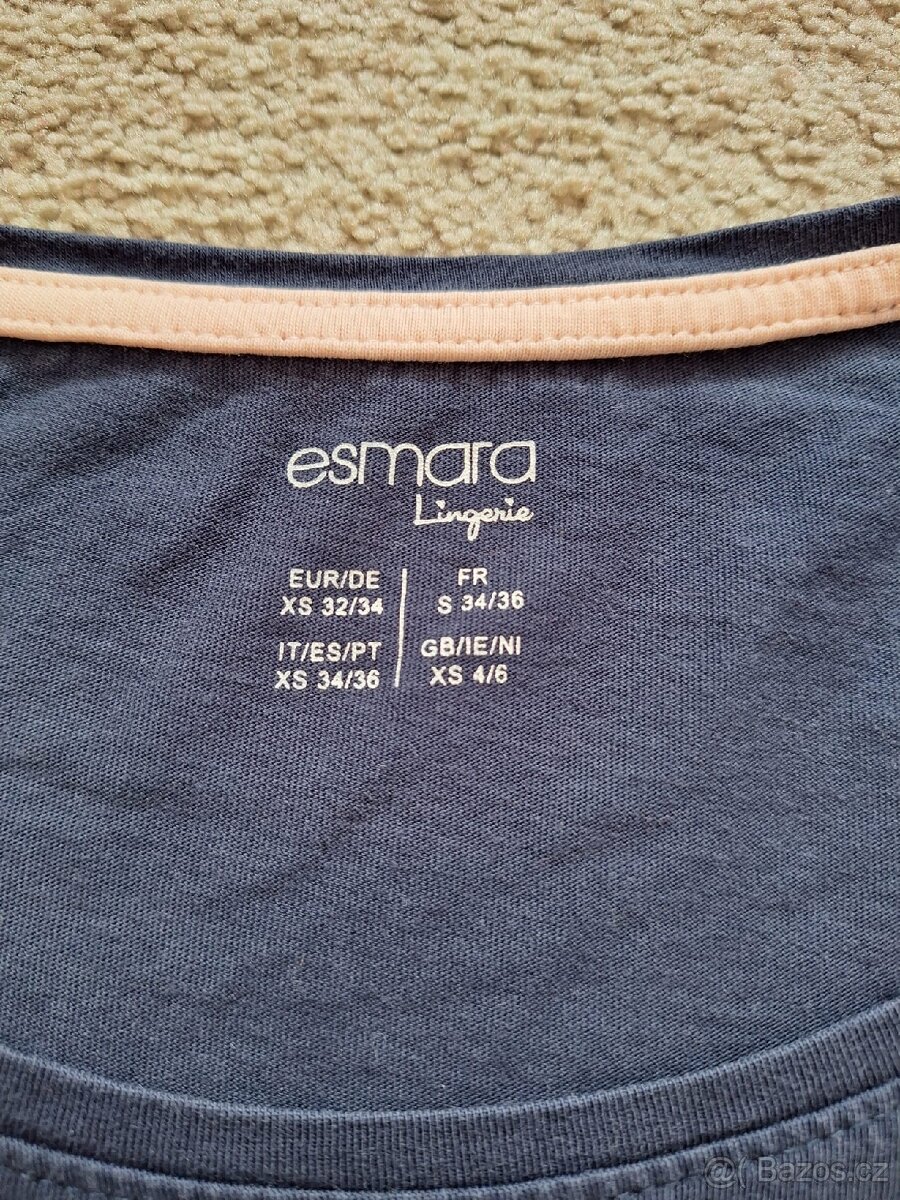 esmara
Lingerie
EUR/DE
XS 32/34
FR
S 34/36
IT/ES/PT
XS 34/36
GB/IE/NI
XS 4/6
@( Bazos.cz